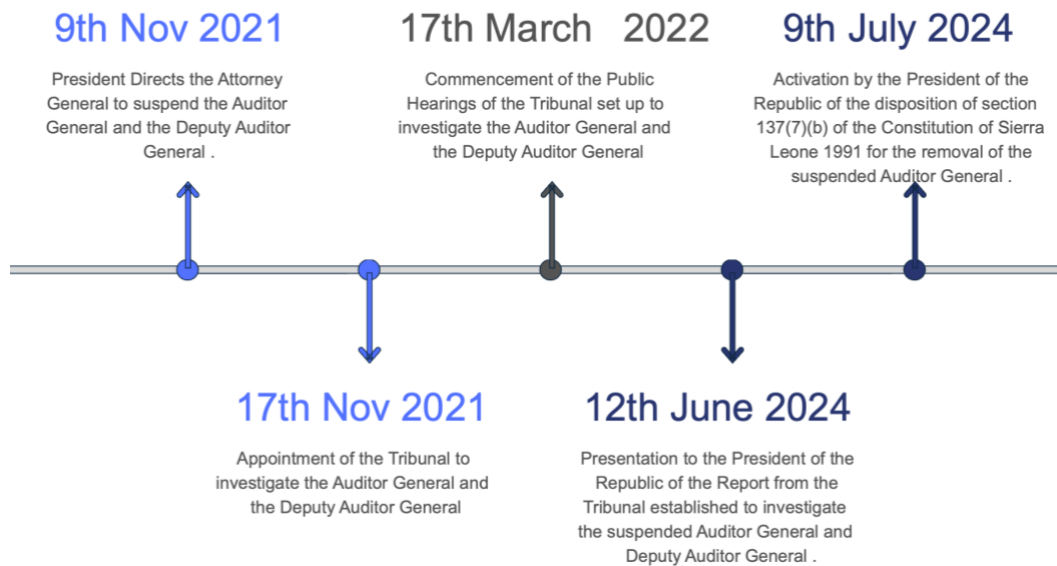 9th Nov 2021
President Directs the Attorney
General to suspend the Auditor
General and the Deputy Auditor
General .
17th Nov 2021
Appointment of the Tribunal to
investigate the Auditor General and
the Deputy Auditor General
17th March 2022
Commencement of the Public
Hearings of the Tribunal set up to
investigate the Auditor General and
the Deputy Auditor General
12th June 2024
Presentation to the President of the
Republic of the Report from the
Tribunal established to investigate
the suspended Auditor General and
Deputy Auditor General .
9th July 2024
Activation by the President of the
Republic of the disposition of section
137(7)(b) of the Constitution of Sierra
Leone 1991 for the removal of the
suspended Auditor General .